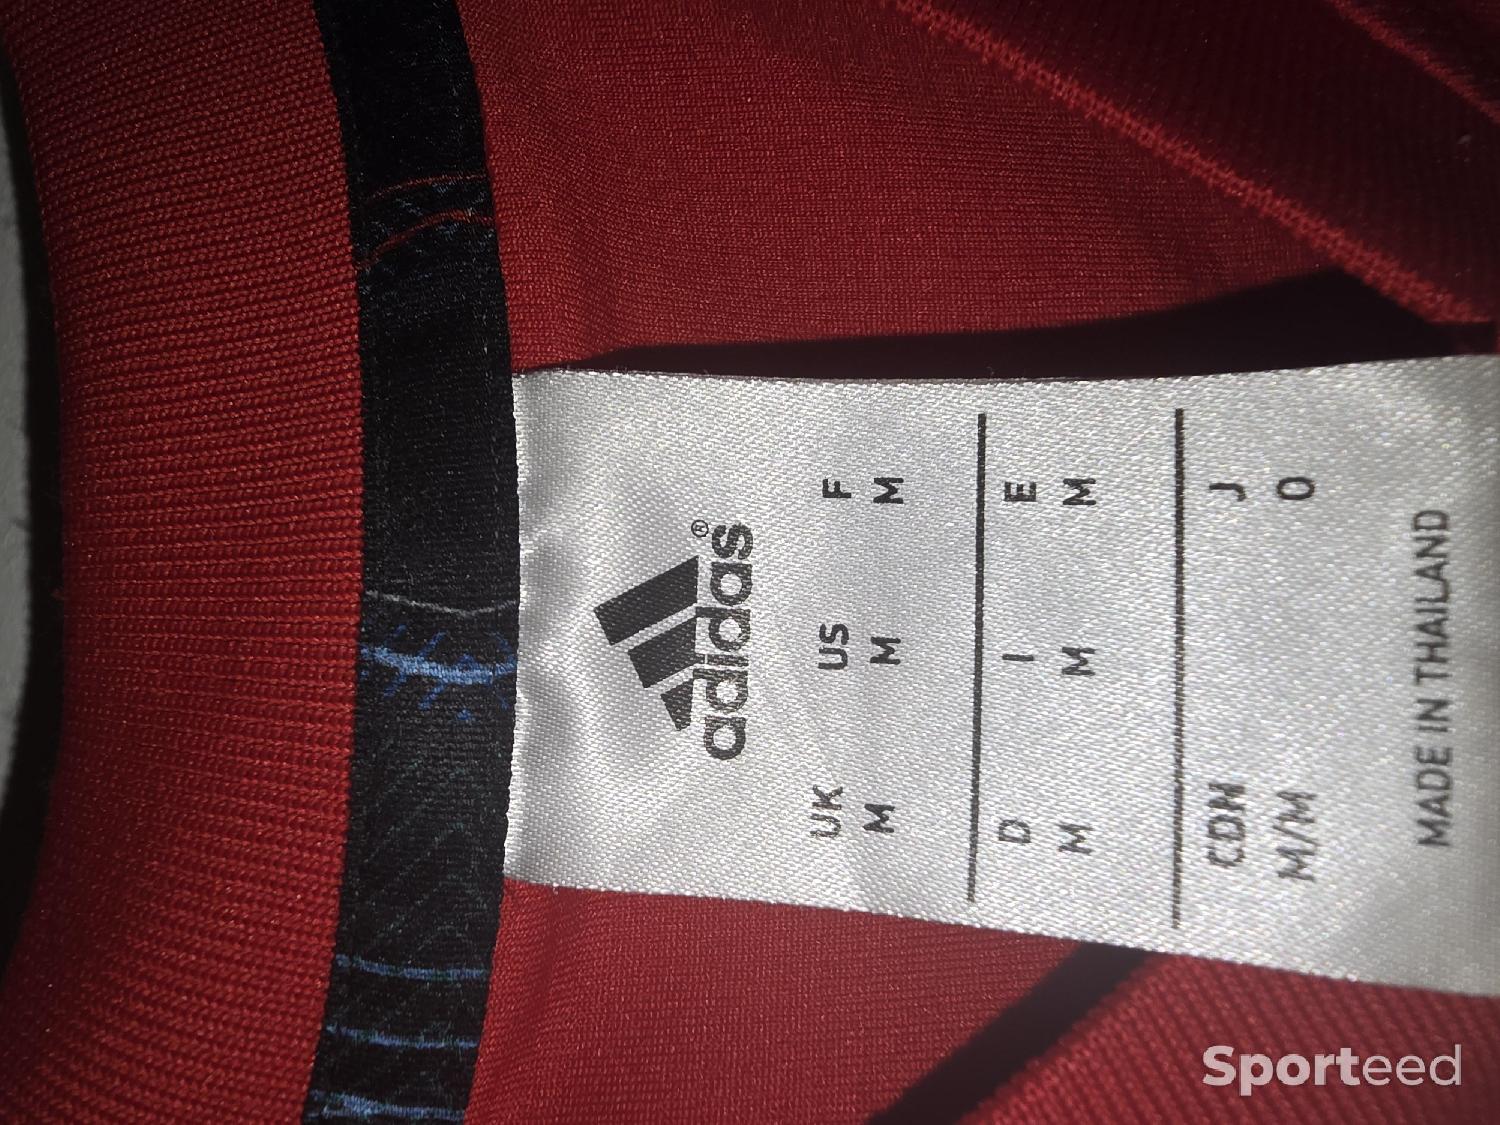 adidas®
UK US F
M M M
D I E
M M M
CDN J
M/M O
MADE IN THAILAND
Sporteed